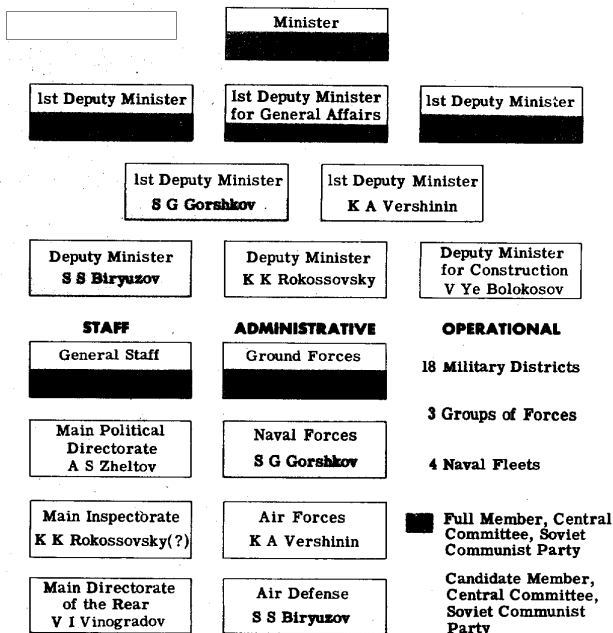 Minister
1st Deputy Minister
1st Deputy Minister
for General Affairs
1st Deputy Minister
1st Deputy Minister
S G Gorshkov
1st Deputy Minister
K A Vershinin
Deputy Minister
S S Biryuzov
Deputy Minister
K K Rokossovsky
Deputy Minister
for Construction
V Ye Bolokosov
STAFF
ADMINISTRATIVE
OPERATIONAL
General Staff
Ground Forces
18 Military Districts
3 Groups of Forces
4 Naval Fleets
Main Political
Directorate
A S Zheltov
Naval Forces
S G Gorshkov
Main Inspectorate
K K Rokossovsky(?)
Air Forces
K A Vershinin
Full Member, Central
Committee, Soviet
Communist Party
Main Directorate
of the Rear
V I Vinogradov
Air Defense
S S Biryuzov
Candidate Member,
Central Committee,
Soviet Communist
Party